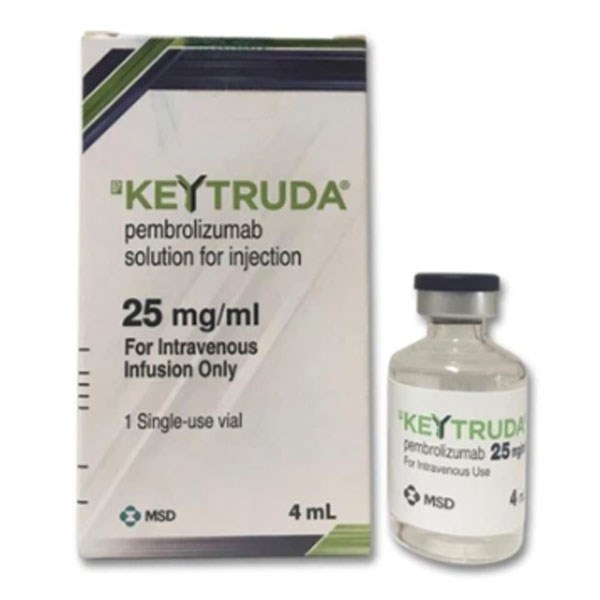 KEYTRUDA®
pembrolizumab
solution for injection
25 mg/ml
For Intravenous
Infusion Only
1 Single-use vial
MSD
4 mL
KEYTRUDA
pembrolizumab 25
For Intravenous Use
MSD
4